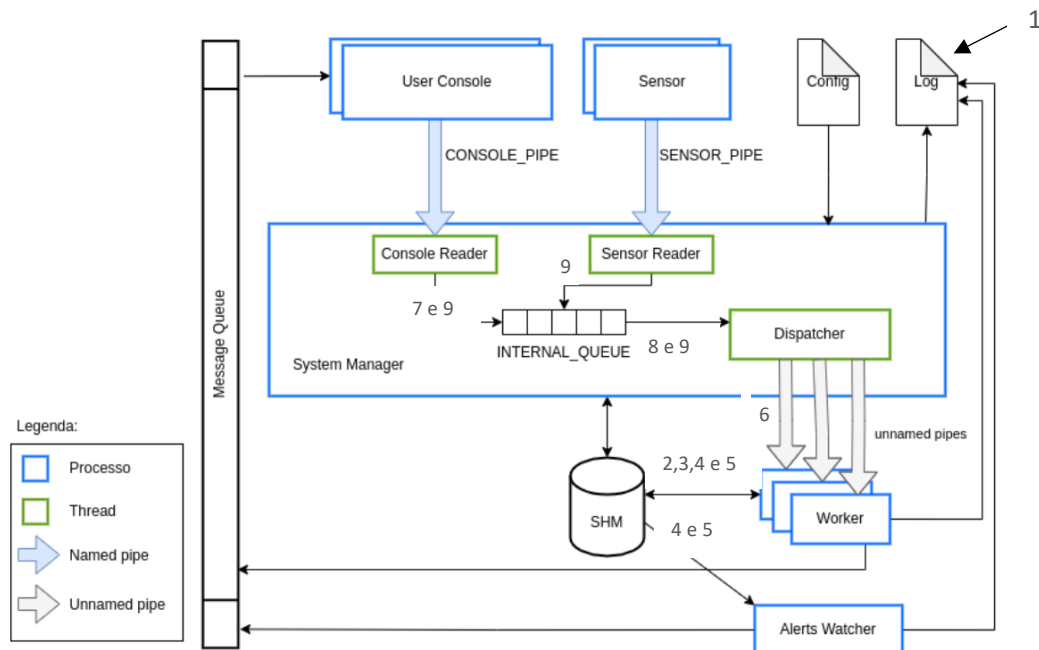 1
User Console
Sensor
Config
Log
CONSOLE_PIPE
SENSOR_PIPE
Console Reader
Sensor Reader
9
7 e 9
INTERNAL_QUEUE
8 e 9
Dispatcher
System Manager
Message Queue
6
unnamed pipes
Legenda:
Processo
Thread
Named pipe
Unnamed pipe
2,3,4 e 5
SHM
Worker
4 e 5
Alerts Watcher